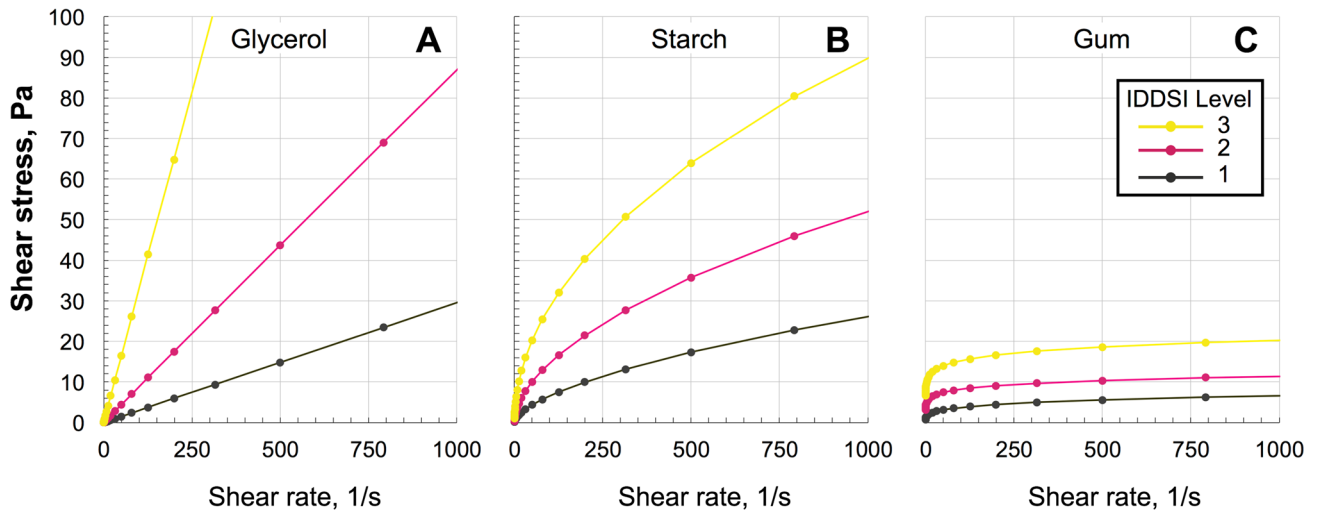 Shear stress, Pa
100
90
80
70
60
50
40
30
20
10
0
Glycerol A
0 250 500 750 1000
Shear rate, 1/s
Starch B
0 250 500 750 1000
Shear rate, 1/s
Gum C
IDDSI Level
3
2
1
0 250 500 750 1000
Shear rate, 1/s